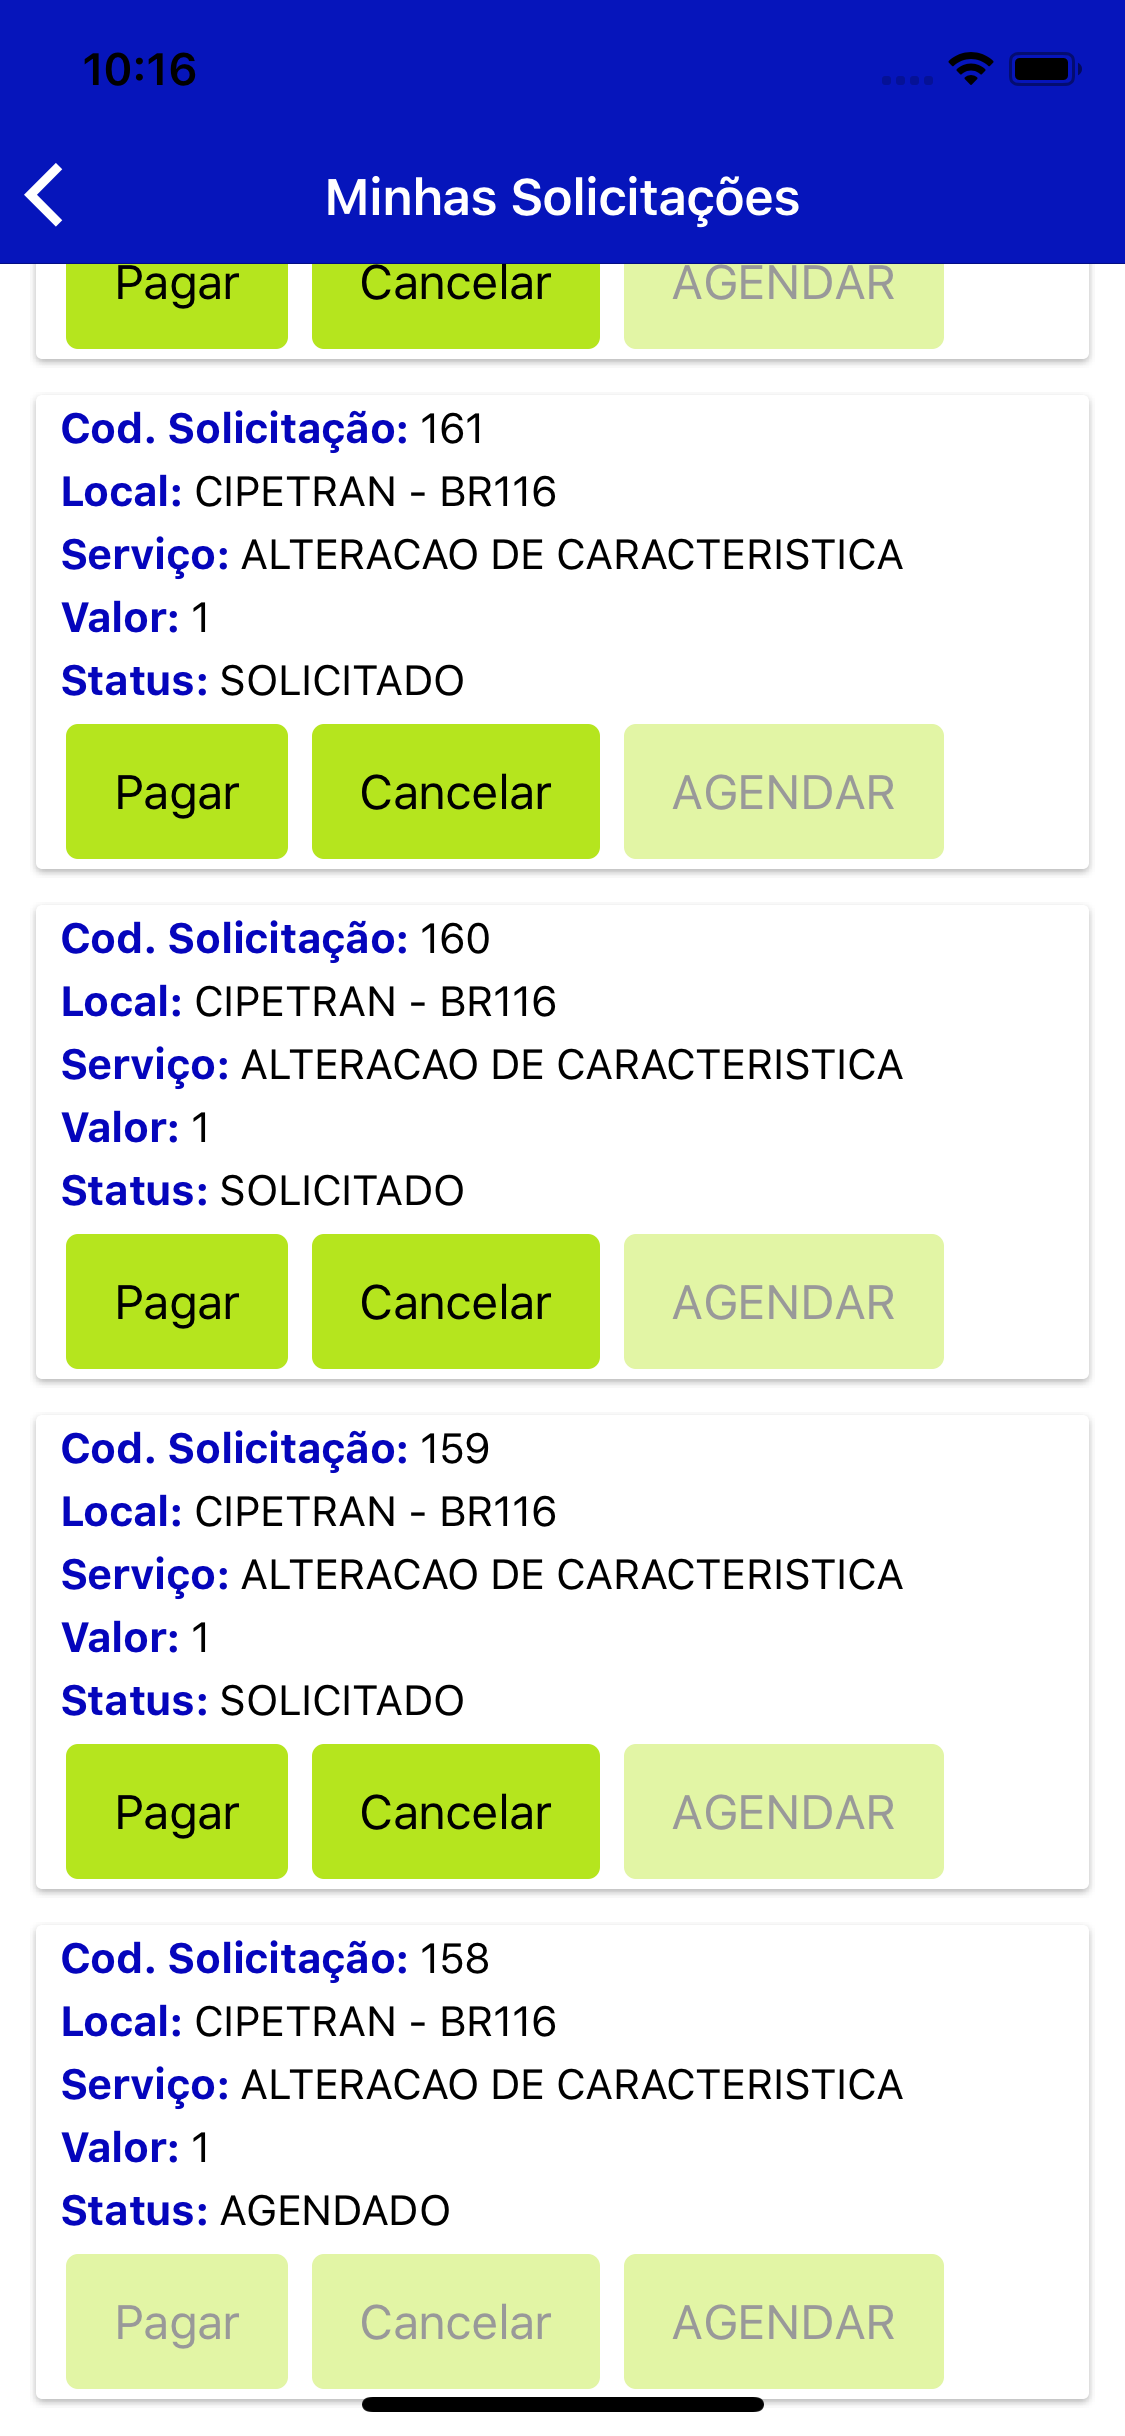 10:16
Minhas Solicitações
Pagar Cancelar AGENDAR
Cod. Solicitação: 161
Local: CIPETRAN - BR116
Serviço: ALTERACAO DE CARACTERISTICA
Valor: 1
Status: SOLICITADO
Pagar Cancelar AGENDAR
Cod. Solicitação: 160
Local: CIPETRAN - BR116
Serviço: ALTERACAO DE CARACTERISTICA
Valor: 1
Status: SOLICITADO
Pagar Cancelar AGENDAR
Cod. Solicitação: 159
Local: CIPETRAN - BR116
Serviço: ALTERACAO DE CARACTERISTICA
Valor: 1
Status: SOLICITADO
Pagar Cancelar AGENDAR
Cod. Solicitação: 158
Local: CIPETRAN - BR116
Serviço: ALTERACAO DE CARACTERISTICA
Valor: 1
Status: AGENDADO
Pagar Cancelar AGENDAR